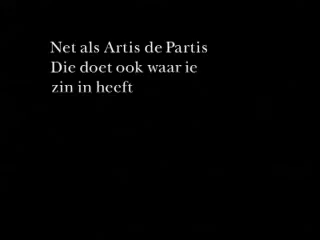 Net als Artis de Partis
Die doet ook waar ie
zin in heeft